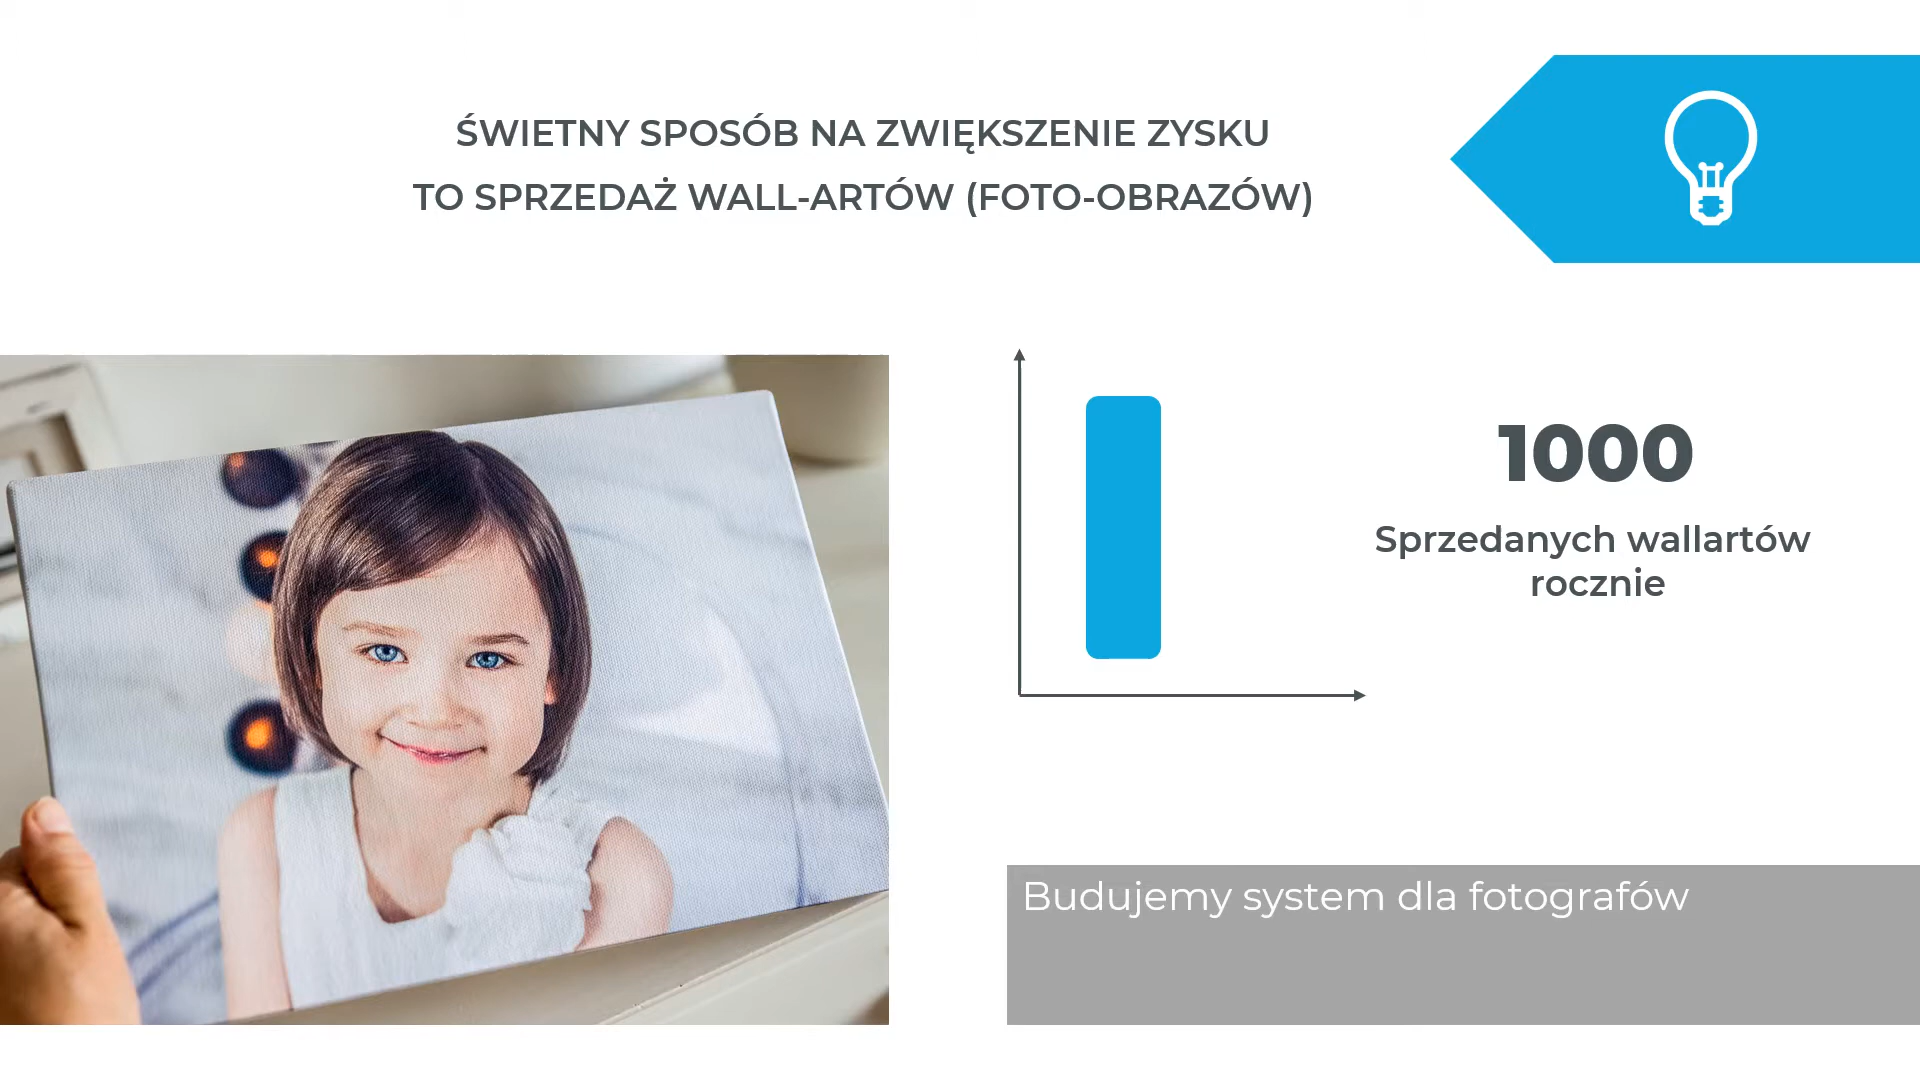 ŚWIETNY SPOSÓB NA ZWIĘKSZENIE ZYSKU
TO SPRZEDAŻ WALL-ARTÓW (FOTO-OBRAZÓW)
1000
Sprzedanych wallartów
rocznie
Budujemy system dla fotografów